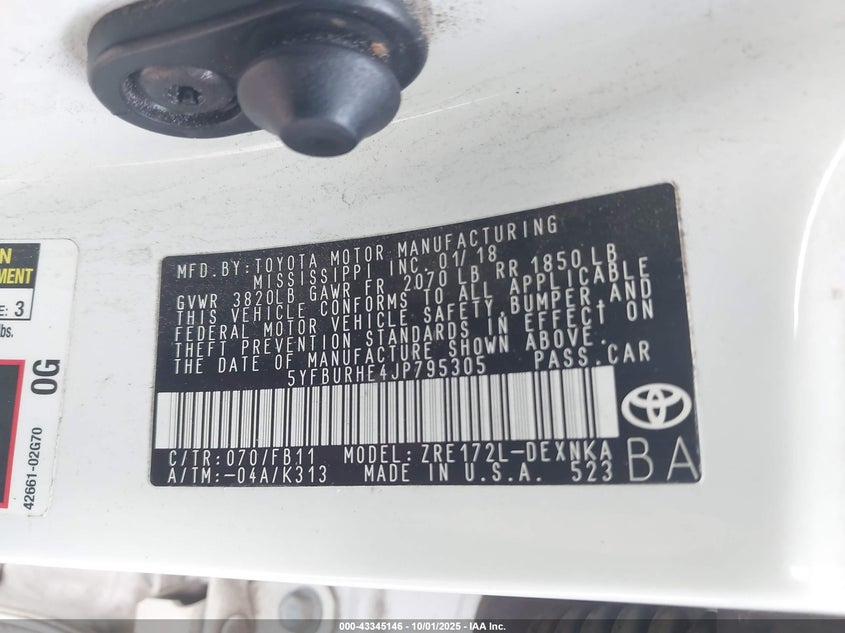 MFD.BY:TOYOTA MOTOR MANUFACTURING
MISSISSIPPI INC.01/18
GVWR 3820LB GAWR FR 2070 LB RR 1850 LB
THIS VEHICLE CONFORMS TO ALL APPLICABLE
FEDERAL MOTOR VEHICLE SAFETY,BUMPER,AND
THEFT PREVENTION STANDARDS IN EFFECT ON
THE DATE OF MANUFACTURE SHOWN ABOVE.
5YFBURHE4JP795305 PASS.CAR
C/TR:070/FB11 MODEL:ZRE172L-DEXNKA
A/TM:-04A/K313 MADE IN U.S.A. 523
BA
N
MENT
E: 3
lbs.
0G
42661-02G70
000-43345146 - 10/01/2025 - IAA Inc.